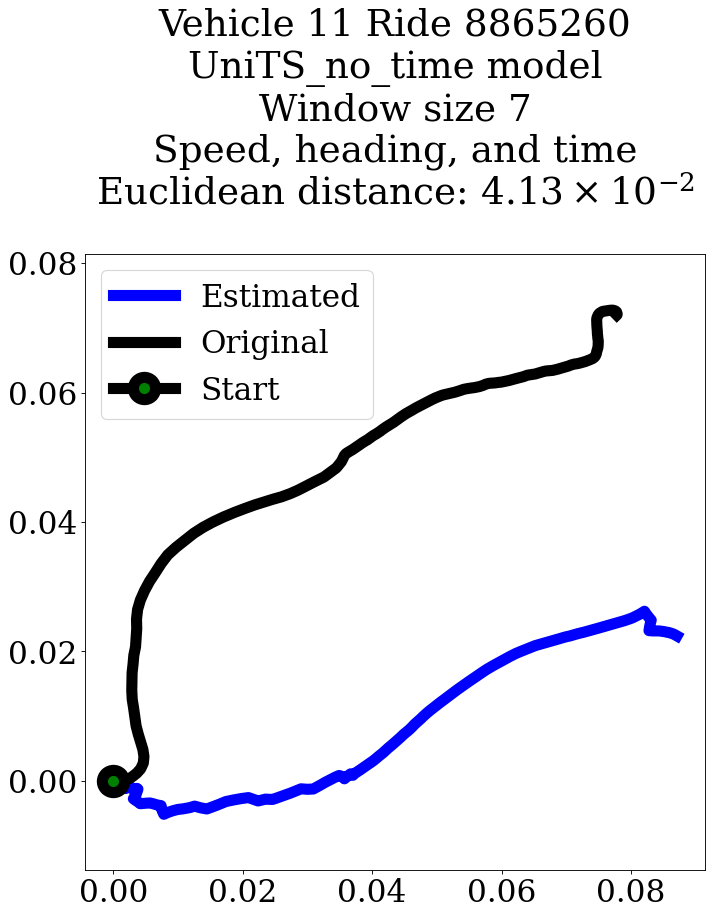 Vehicle 11 Ride 8865260
UniTS_no_time model
Window size 7
Speed, heading, and time
Euclidean distance: 4.13 × 10⁻²
Estimated
Original
Start
0.08
0.06
0.04
0.02
0.00
0.00 0.02 0.04 0.06 0.08